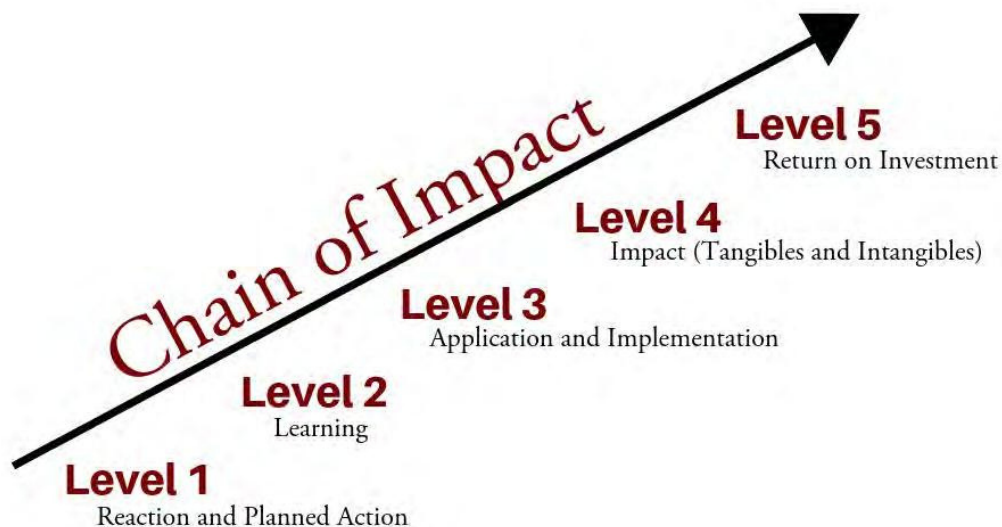 Chain of Impact
Level 5
Return on Investment
Level 4
Impact (Tangibles and Intangibles)
Level 3
Application and Implementation
Level 2
Learning
Level 1
Reaction and Planned Action